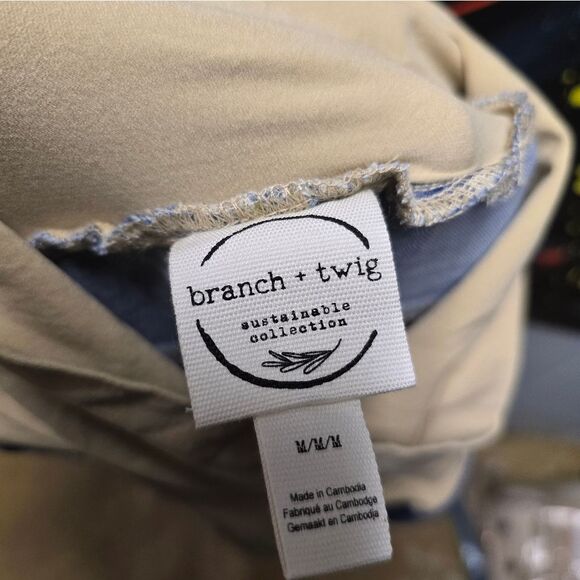 branch + twig
sustainable
collection
M/M/M
Made in Cambodia
Fabriqué au Cambodge
Gemaakt en Cambodja